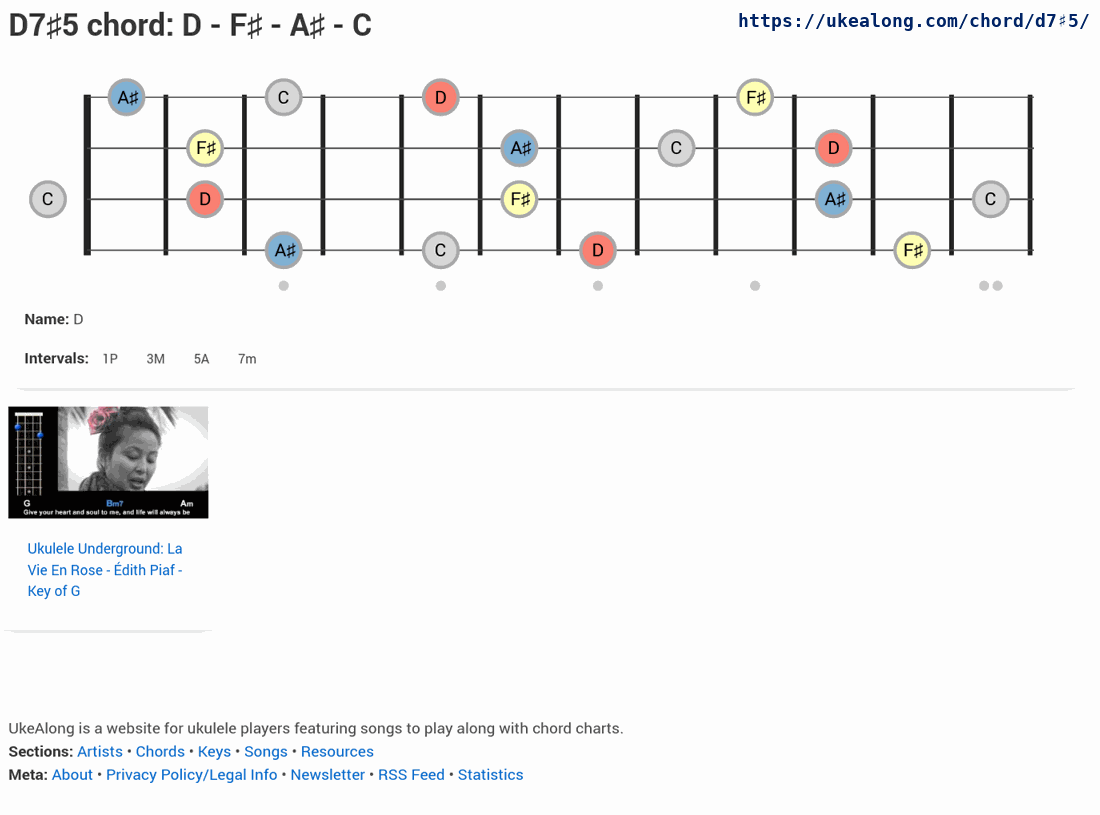 D7♯5 chord: D - F♯ - A♯ - C
https://ukealong.com/chord/d7♯5/
A♯ C D F♯
F♯ A♯ C D
C D F♯ A♯ C
A♯ C D F♯
Name: D
Intervals: 1P 3M 5A 7m
G Bm7 Am
Give your heart and soul to me, and life will always be
Ukulele Underground: La
Vie En Rose - Édith Piaf -
Key of G
UkeAlong is a website for ukulele players featuring songs to play along with chord charts.
Sections: Artists • Chords • Keys • Songs • Resources
Meta: About • Privacy Policy/Legal Info • Newsletter • RSS Feed • Statistics